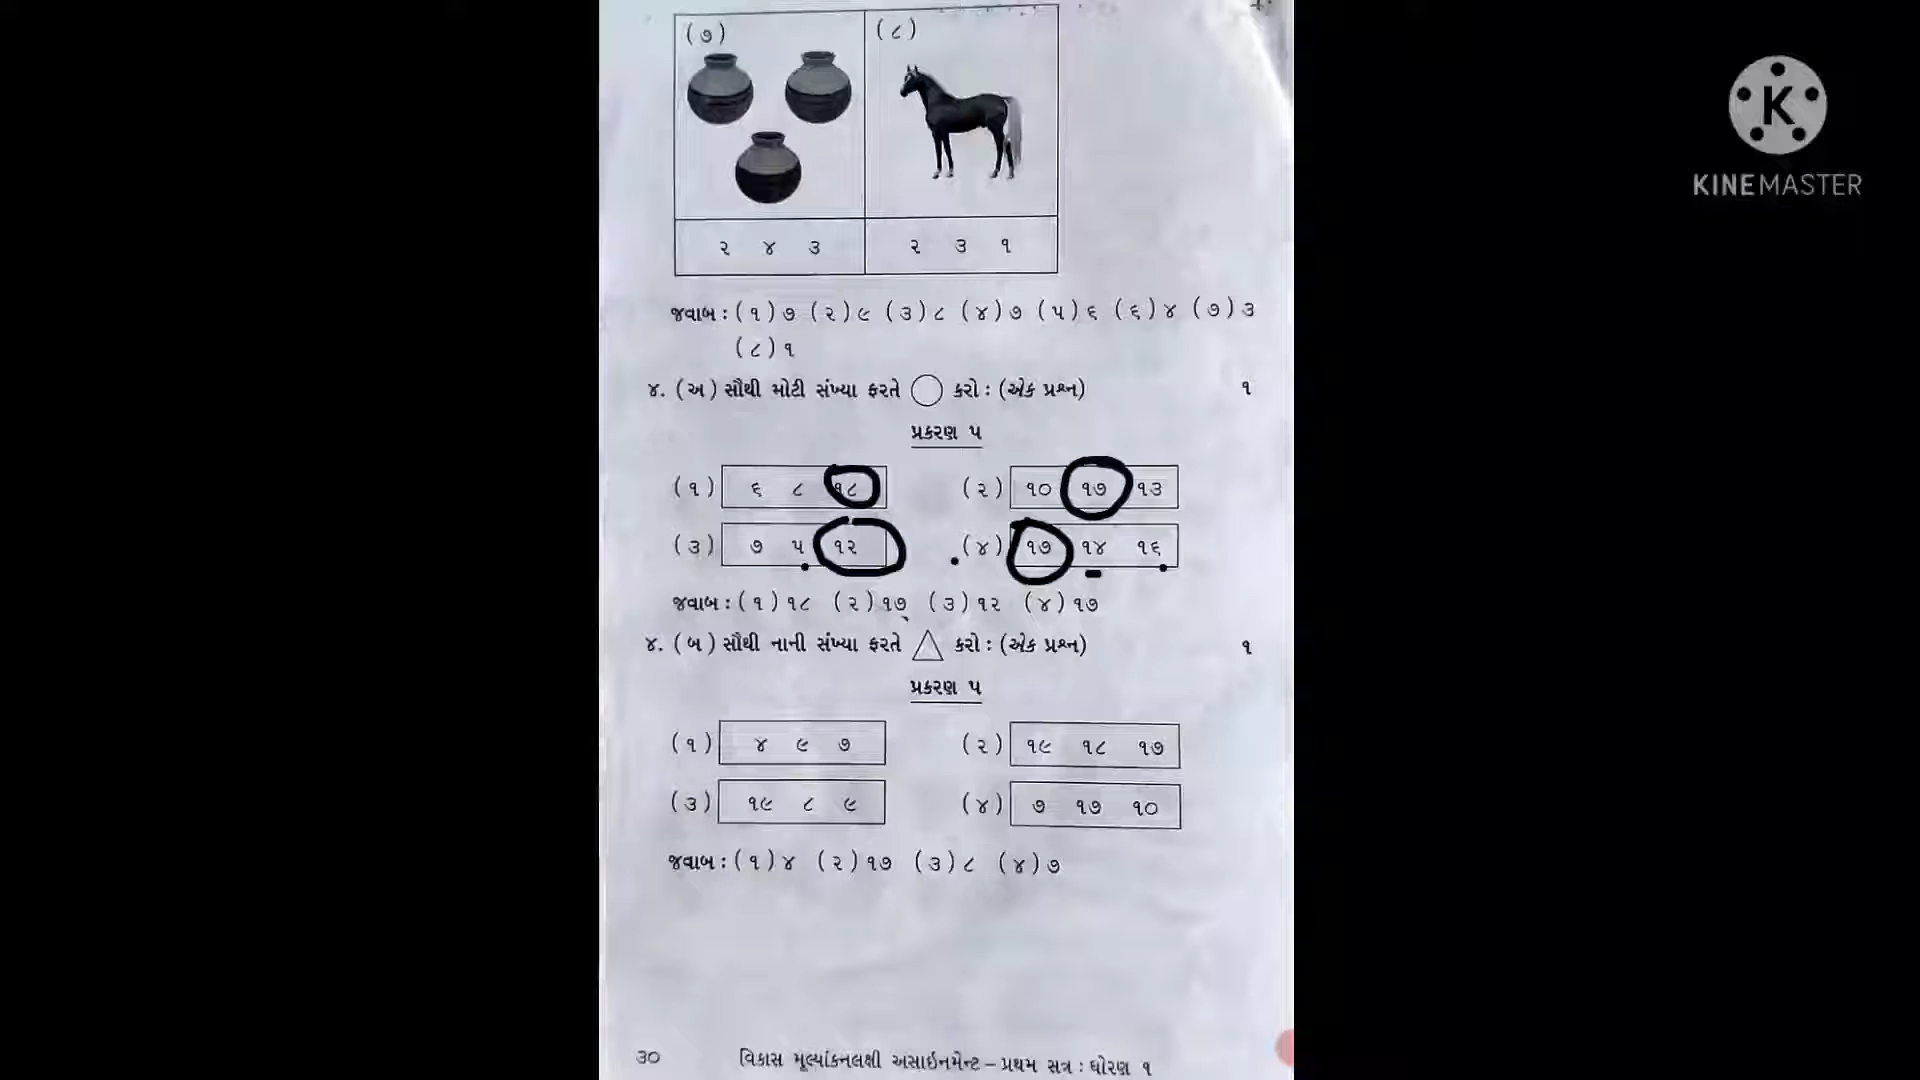 (૭) (૮)
૨ ૪ ૩ ૨ ૩ ૧
જવાબ : (૧) ૭ (૨) ૯ (૩) ૮ (૪) ૭ (૫) ૬ (૬) ૪ (૭) ૩
(૮) ૧
૪. (અ) સૌથી મોટી સંખ્યા ફરતે ◯ કરો : (એક પ્રશ્ન) ૧
પ્રકરણ ૫
(૧) ૬ ૮ ૧૮ (૨) ૧૦ ૧૭ ૧૩
(૩) ૭ ૫ ૧૨ (૪) ૧૭ ૧૪ ૧૬
જવાબ : (૧) ૧૮ (૨) ૧૭ (૩) ૧૨ (૪) ૧૭
૪. (બ) સૌથી નાની સંખ્યા ફરતે △ કરો : (એક પ્રશ્ન) ૧
પ્રકરણ ૫
(૧) ૪ ૯ ૭ (૨) ૧૯ ૧૮ ૧૭
(૩) ૧૯ ૮ ૯ (૪) ૭ ૧૭ ૧૦
જવાબ : (૧) ૪ (૨) ૧૭ (૩) ૮ (૪) ૭
30 વિકાસ મૂલ્યાંકનલક્ષી અસાઇનમેન્ટ – પ્રથમ સત્ર : ધોરણ ૧
K
KINEMASTER